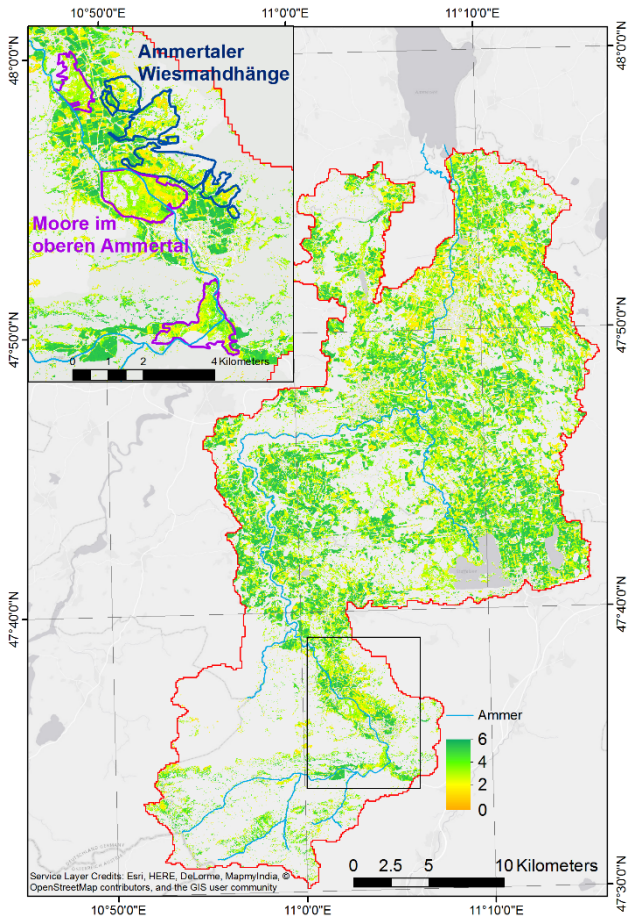 10°50'0"E
11°0'0"E
11°10'0"E
48°0'0"N
48°0'0"N
Ammertaler
Wiesmahdhänge
Moore im
oberen Ammertal
0 1 2 4 Kilometers
47°50'0"N
47°50'0"N
47°40'0"N
47°40'0"N
Ammer
6
4
2
0
0 2.5 5 10 Kilometers
Service Layer Credits: Esri, HERE, DeLorme, MapmyIndia, ©
OpenStreetMap contributors, and the GIS user community
47°30'0"N
10°50'0"E
11°0'0"E
11°10'0"E